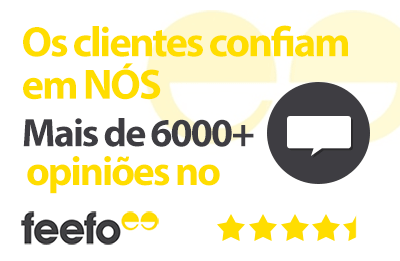 Os clientes confiam
em NÓS
Mais de 6000+
opiniões no
feefo